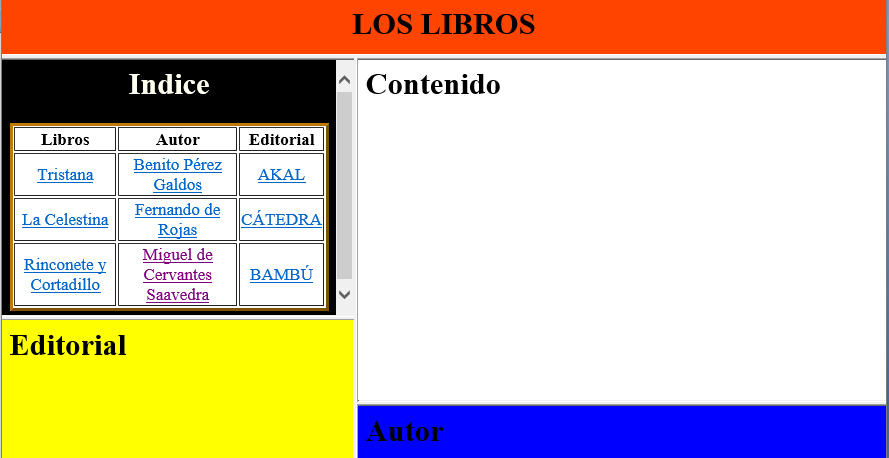 LOS LIBROS
Indice
Libros Autor Editorial
Tristana Benito Pérez Galdos AKAL
La Celestina Fernando de Rojas CÁTEDRA
Rinconete y Cortadillo Miguel de Cervantes Saavedra BAMBÚ
Contenido
Editorial
Autor